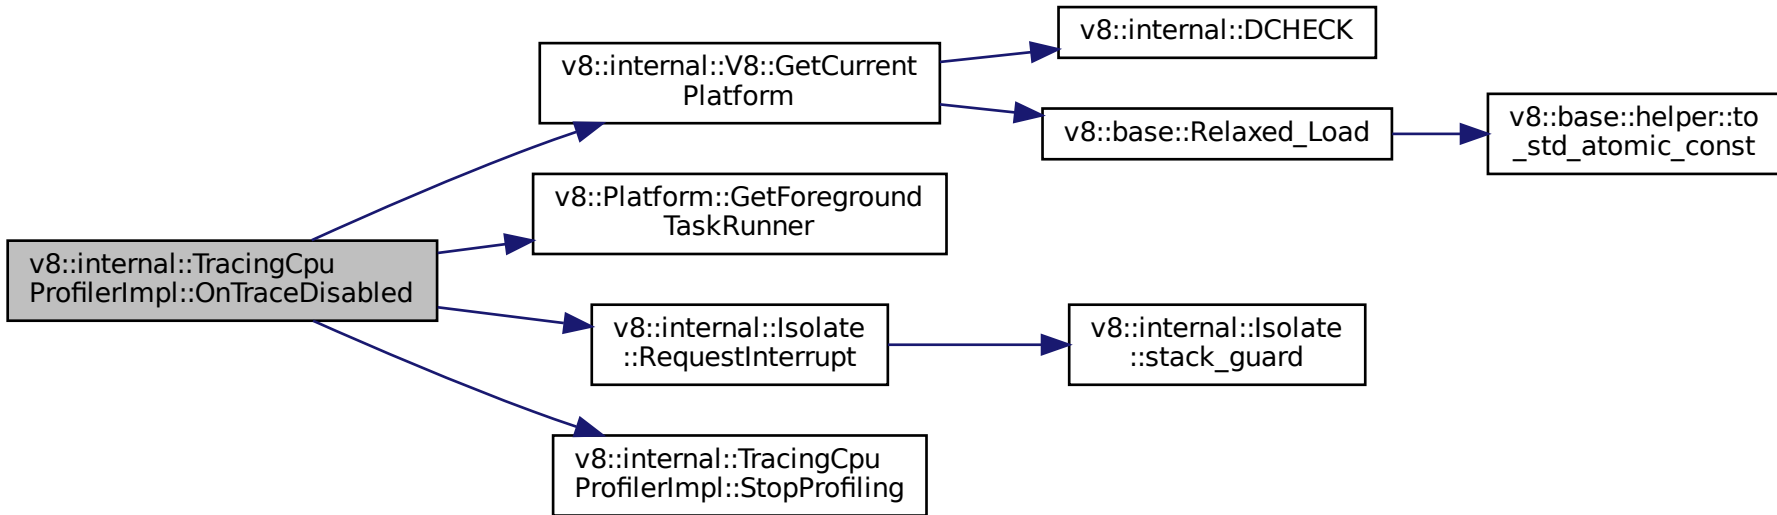 v8::internal::TracingCpu
ProfilerImpl::OnTraceDisabled
v8::internal::V8::GetCurrent
Platform
v8::internal::DCHECK
v8::base::Relaxed_Load
v8::base::helper::to
_std_atomic_const
v8::Platform::GetForeground
TaskRunner
v8::internal::Isolate
::RequestInterrupt
v8::internal::Isolate
::stack_guard
v8::internal::TracingCpu
ProfilerImpl::StopProfiling